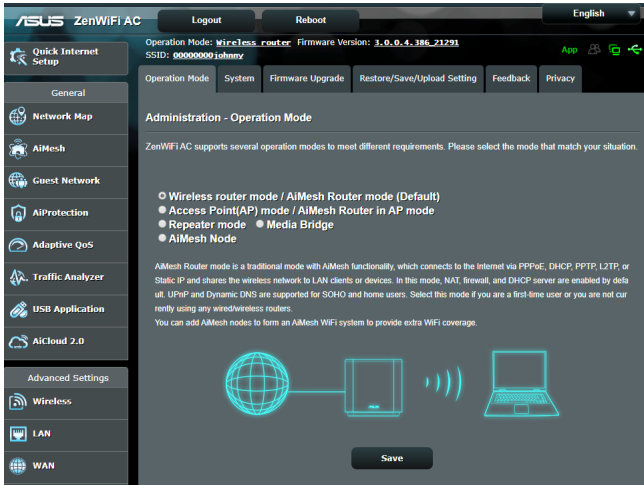 ASUS ZenWiFi AC
Logout
Reboot
English
Quick Internet
Setup
General
Network Map
AiMesh
Guest Network
AiProtection
Adaptive QoS
Traffic Analyzer
USB Application
AiCloud 2.0
Advanced Settings
Wireless
LAN
WAN
Operation Mode: Wireless router Firmware Version: 3.0.0.4.386_21291
SSID: 00000000johnny
App
Operation Mode System Firmware Upgrade Restore/Save/Upload Setting Feedback Privacy
Administration - Operation Mode
ZenWiFi AC supports several operation modes to meet different requirements. Please select the mode that match your situation.
Wireless router mode / AiMesh Router mode (Default)
Access Point(AP) mode / AiMesh Router in AP mode
Repeater mode Media Bridge
AiMesh Node
AiMesh Router mode is a traditional mode with AiMesh functionality, which connects to the Internet via PPPoE, DHCP, PPTP, L2TP, or
Static IP and shares the wireless network to LAN clients or devices. In this mode, NAT, firewall, and DHCP server are enabled by defa
ult. UPnP and Dynamic DNS are supported for SOHO and home users. Select this mode if you are a first-time user or you are not cur
rently using any wired/wireless routers.
You can add AiMesh nodes to form an AiMesh WiFi system to provide extra WiFi coverage.
ASUS
Save